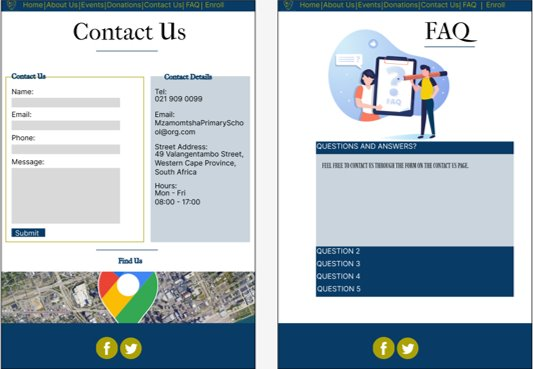 Home|About Us|Events|Donations|Contact Us| FAQ | Enroll
Contact Us
Contact Us
Name:
Email:
Phone:
Message:
Submit
Contact Details
Tel:
021 909 0099
Email:
MzamomtshaPrimaryScho
ol@org.com
Street Address:
49 Valangentambo Street,
Western Cape Province,
South Africa
Hours:
Mon - Fri
08:00 - 17:00
Find Us
Home|About Us|Events|Donations|Contact Us| FAQ | Enroll
FAQ
?
FAQ
QUESTIONS AND ANSWERS?
FEEL FREE TO CONTACT US THROUGH THE FORM ON THE CONTACT US PAGE.
QUESTION 2
QUESTION 3
QUESTION 4
QUESTION 5